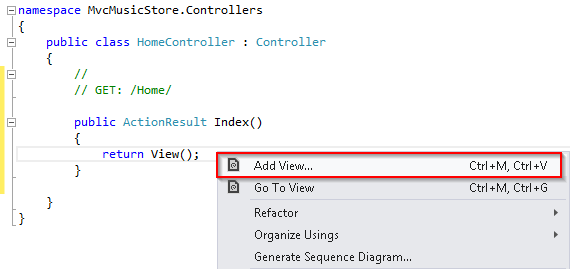 namespace MvcMusicStore.Controllers
{
public class HomeController : Controller
{
//
// GET: /Home/
public ActionResult Index()
{
return View();
}
}
}
Add View... Ctrl+M, Ctrl+V
Go To View Ctrl+M, Ctrl+G
Refactor
Organize Usings
Generate Sequence Diagram...